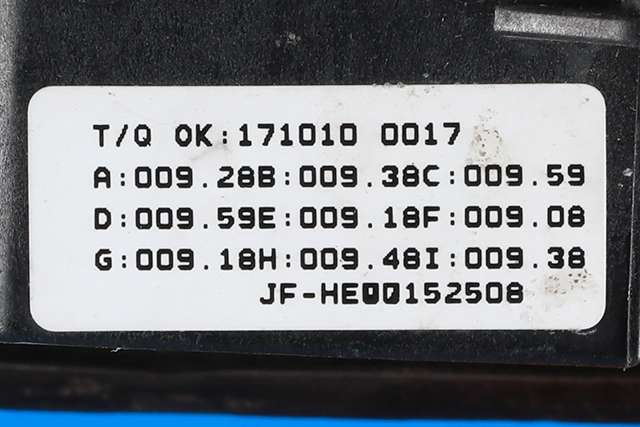 T/Q OK:171010 0017
A:009.28B:009.38C:009.59
D:009.59E:009.18F:009.08
G:009.18H:009.48I:009.38
JF-HE00152508